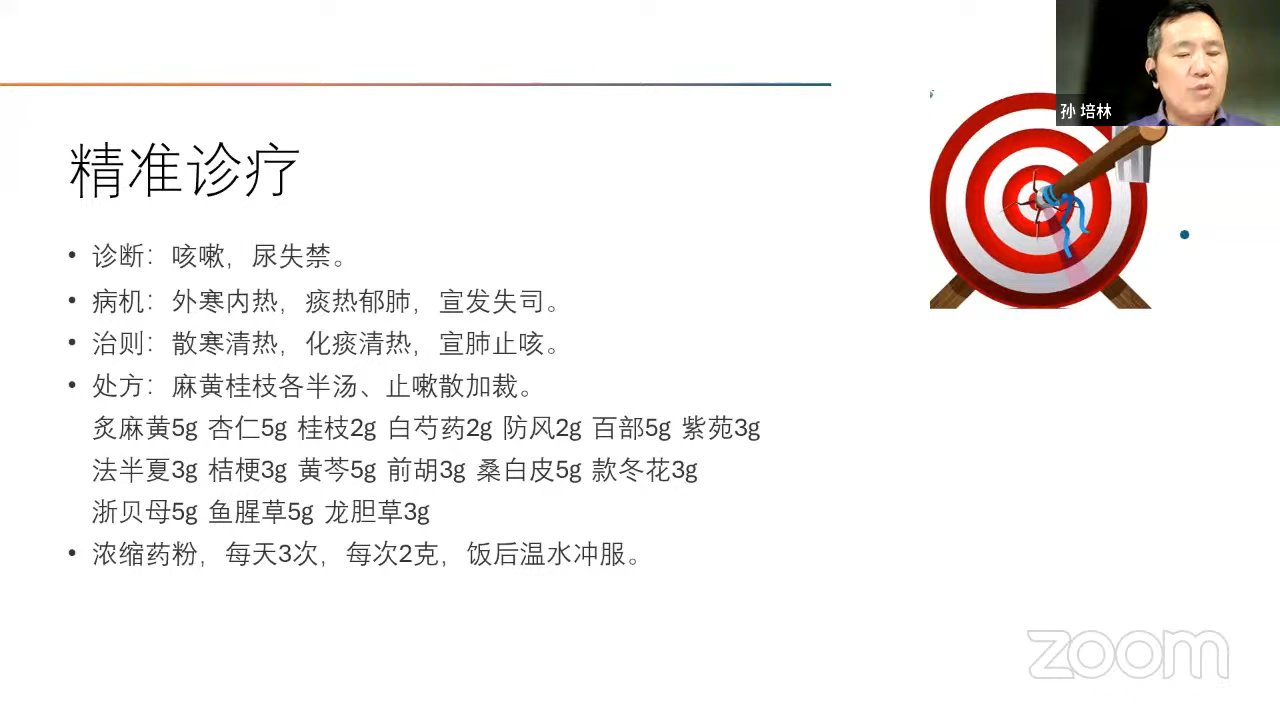 孙 培林
精准诊疗
• 诊断：咳嗽，尿失禁。
• 病机：外寒内热，痰热郁肺，宣发失司。
• 治则：散寒清热，化痰清热，宣肺止咳。
• 处方：麻黄桂枝各半汤、止嗽散加裁。
炙麻黄5g 杏仁5g 桂枝2g 白芍药2g 防风2g 百部5g 紫苑3g
法半夏3g 桔梗3g 黄芩5g 前胡3g 桑白皮5g 款冬花3g
浙贝母5g 鱼腥草5g 龙胆草3g
• 浓缩药粉，每天3次，每次2克，饭后温水冲服。
zoom